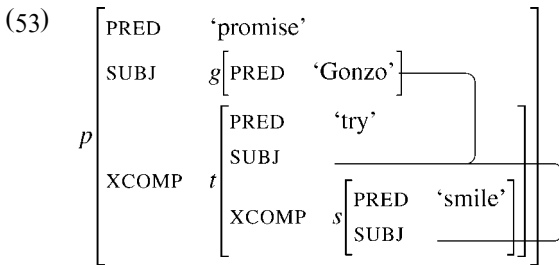 (53)
PRED ‘promise’
SUBJ g[PRED ‘Gonzo’]
p
PRED ‘try’
SUBJ
XCOMP t
XCOMP s
PRED ‘smile’
SUBJ